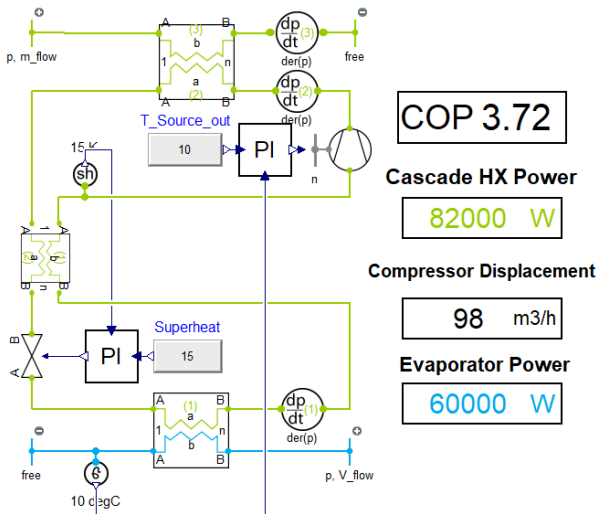 A (3) B
b
1 n
a
A (2) B
p, m_flow
dp
dt (3)
der(p)
free
dp
dt (2)
der(p)
T_Source_out
10
PI
n
COP 3.72
15 K
sh
Cascade HX Power
82000 W
A 1 A
(2) a b (1)
B n B
Compressor Displacement
98 m3/h
Superheat
15
PI
B
A
Evaporator Power
60000 W
A (1) B
a
1 n
b
A B
dp
dt (1)
der(p)
free
p, V_flow
10 degC